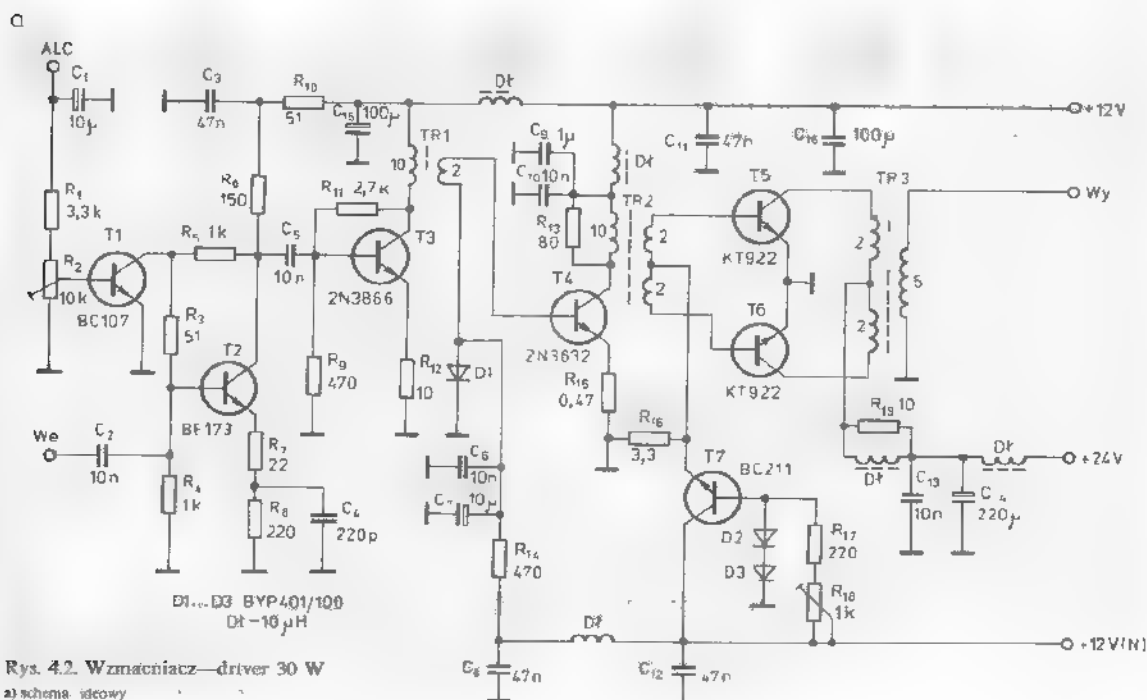 a
ALC
C1
10µ
C3
47n
R10
51
C15
100µ
Dł
+12V
TR1
10
2
R1
3,3k
R2
10k
T1
BC107
R5 1k
R6
150
C5
10n
R11 2,7k
T3
2N3866
R3
51
T2
BF173
R9
470
R12
10
D1
We
C2
10n
R4
1k
R7
22
R8
220
C4
220p
C6
10n
C7
10µ
R14
470
C9 1µ
C10 10n
Dł
TR2
R13
80
10
2
2
T4
2N3632
R15
0,47
R16
3,3
C11
47n
C16
100µ
T5
KT922
T6
KT922
TR3
2
2
5
Wy
R19 10
Dł
Dł
+24V
C13
10n
C14
220µ
T7
BC211
D2
D3
R17
220
R18
1k
+12V(N)
Dł
C8
47n
C12
47n
D1...D3 BYP401/100
Dł-10µH
Rys. 4.2. Wzmacniacz—driver 30 W
a) schemat ideowy